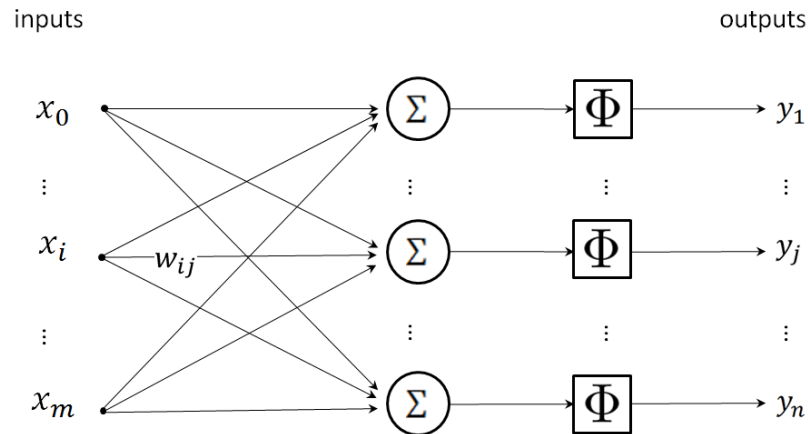 inputs outputs
x₀ Σ Φ y₁
⋮ ⋮ ⋮ ⋮
xᵢ wᵢⱼ Σ Φ yⱼ
⋮ ⋮ ⋮ ⋮
xₘ Σ Φ yₙ